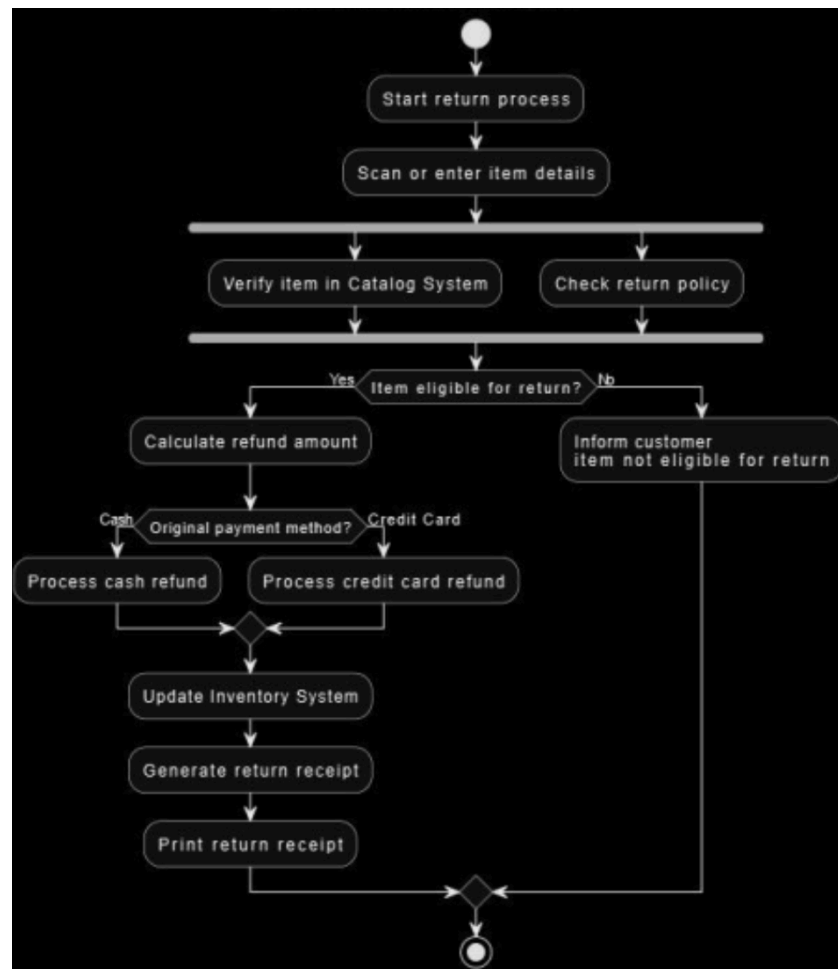 Start return process
Scan or enter item details
Verify item in Catalog System
Check return policy
Yes
Item eligible for return?
No
Calculate refund amount
Inform customer
item not eligible for return
Cash
Original payment method?
Credit Card
Process cash refund
Process credit card refund
Update Inventory System
Generate return receipt
Print return receipt